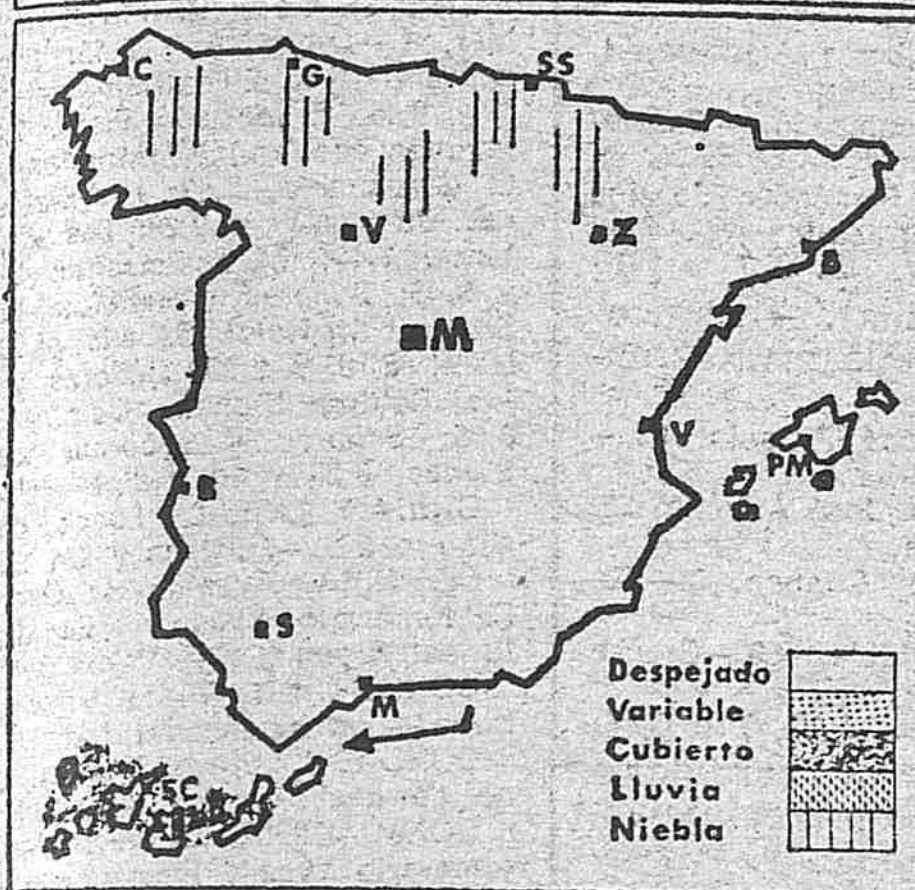 C
G
SS
V
Z
B
M
V
PM
B
S
M
SC
Despejado
Variable
Cubierto
Lluvia
Niebla